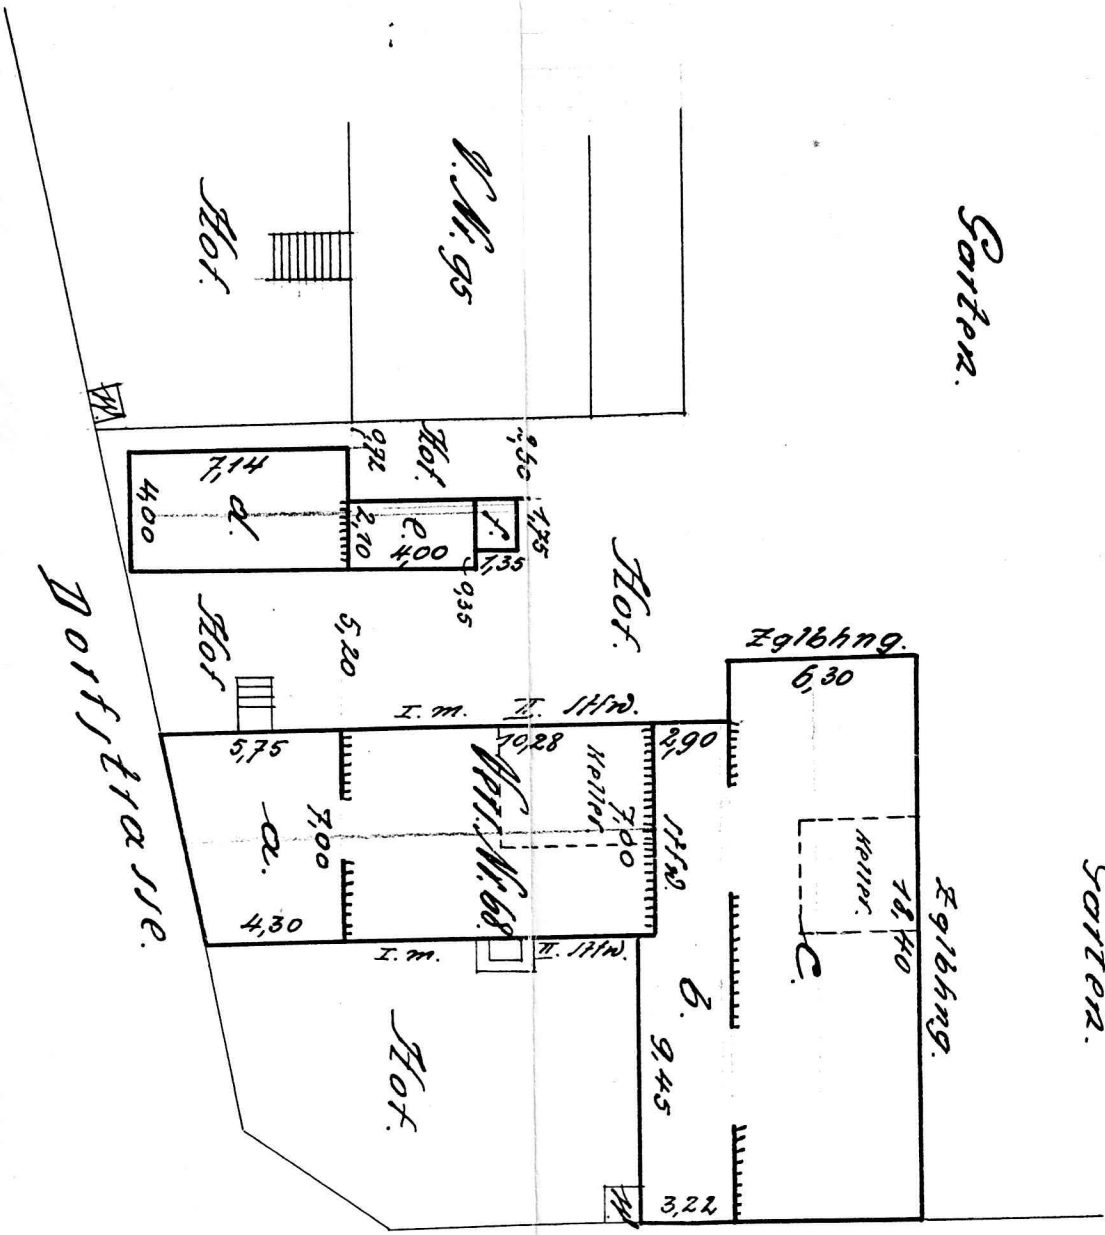 Garten.
V. Nr. 95
Hof.
W.
Hof.
0,72
2,50
7,14
4,00
d.
2,10
e.
4,00
f.
1,75
1,35
0,35
Hof.
Hof
5,20
Dorfstrasse.
Zglbhng.
6,30
I. m.
II. stfw.
5,75
10,28
2,90
Keller
a.
7,00
Vers. Nr. 68.
7,00
stfw.
Keller.
18,40
Zglbhng.
Garten.
4,30
I. m.
II. stfw.
c.
b.
9,45
Hof.
W
3,22